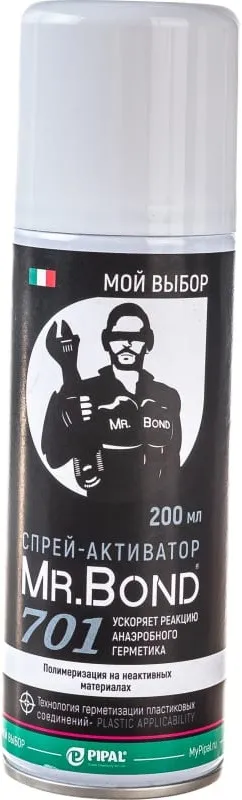 МОЙ ВЫБОР
MR. BOND
200 мл
СПРЕЙ-АКТИВАТОР
MR.BOND®
701
УСКОРЯЕТ РЕАКЦИЮ
АНАЭРОБНОГО
ГЕРМЕТИКА
Полимеризация на неактивных
материалах
Технология герметизации пластиковых
соединений- PLASTIC APPLICABILITY
Й ВЫБОР
PIPAL®
MyPipal.ru